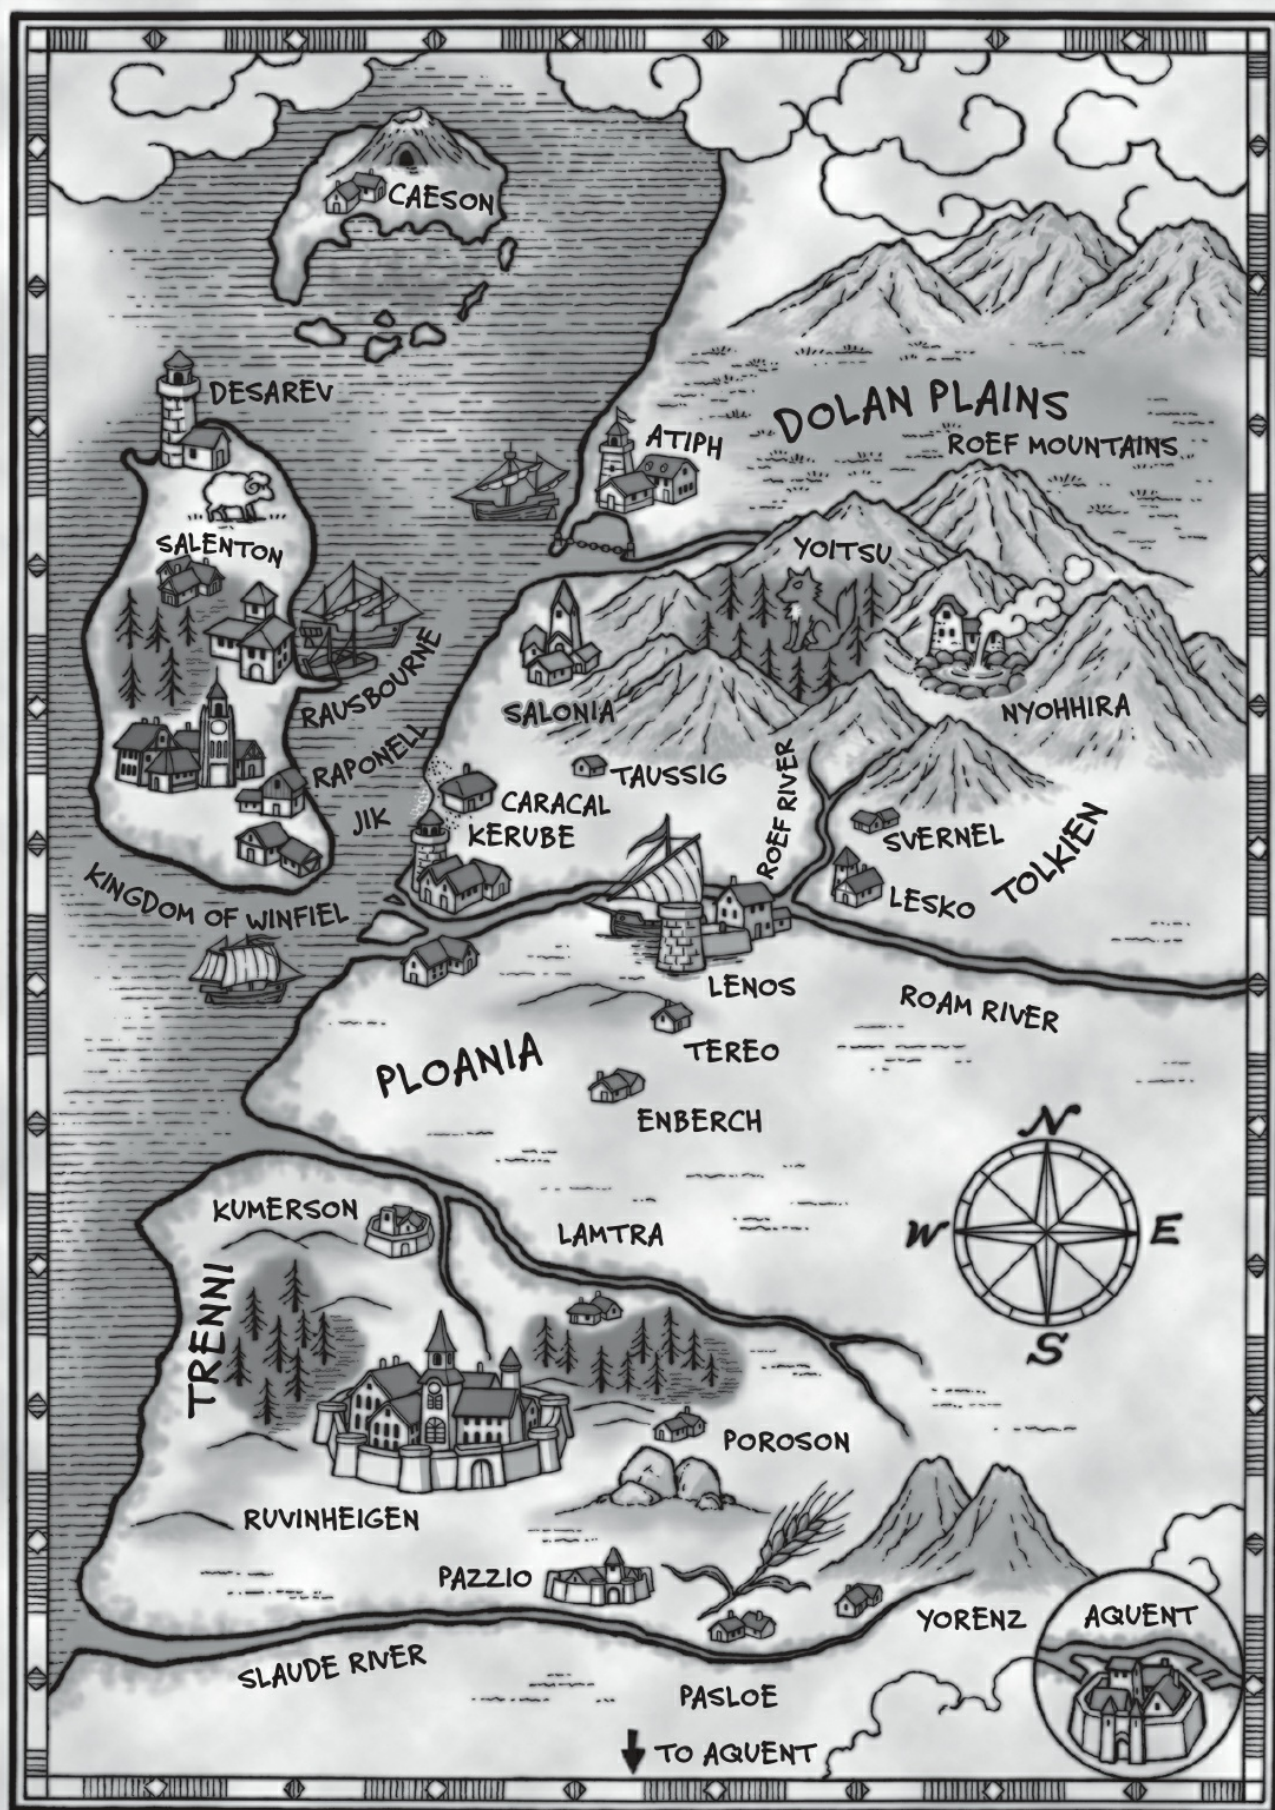 CAESON
DESAREV
ATIPH
DOLAN PLAINS
ROEF MOUNTAINS
SALENTON
YOITSU
RAUSBOURNE
SALONIA
NYOHHIRA
RAPONELL
TAUSSIG
ROEF RIVER
JIK
CARACAL
KERUBE
SVERNEL
TOLKIEN
LESKO
KINGDOM OF WINFIEL
LENOS
ROAM RIVER
PLOANIA
TEREO
ENBERCH
N
W
E
S
KUMERSON
LAMTRA
TRENNI
POROSON
RUVINHEIGEN
PAZZIO
YORENZ
AQUENT
SLAUDE RIVER
PASLOE
TO AQUENT